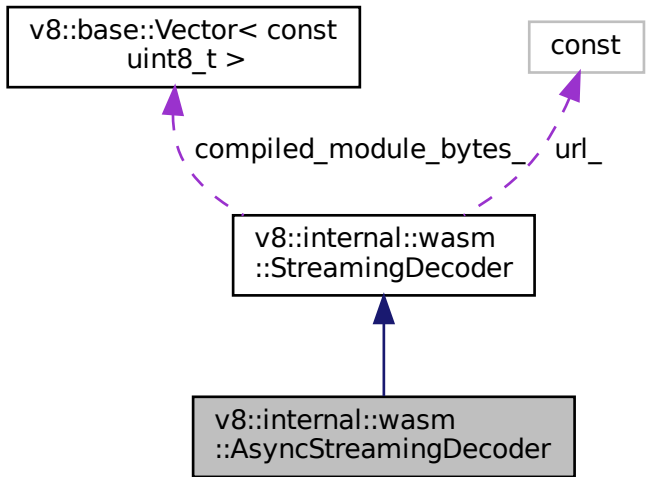 v8::base::Vector< const
uint8_t >
const
compiled_module_bytes_
url_
v8::internal::wasm
::StreamingDecoder
v8::internal::wasm
::AsyncStreamingDecoder